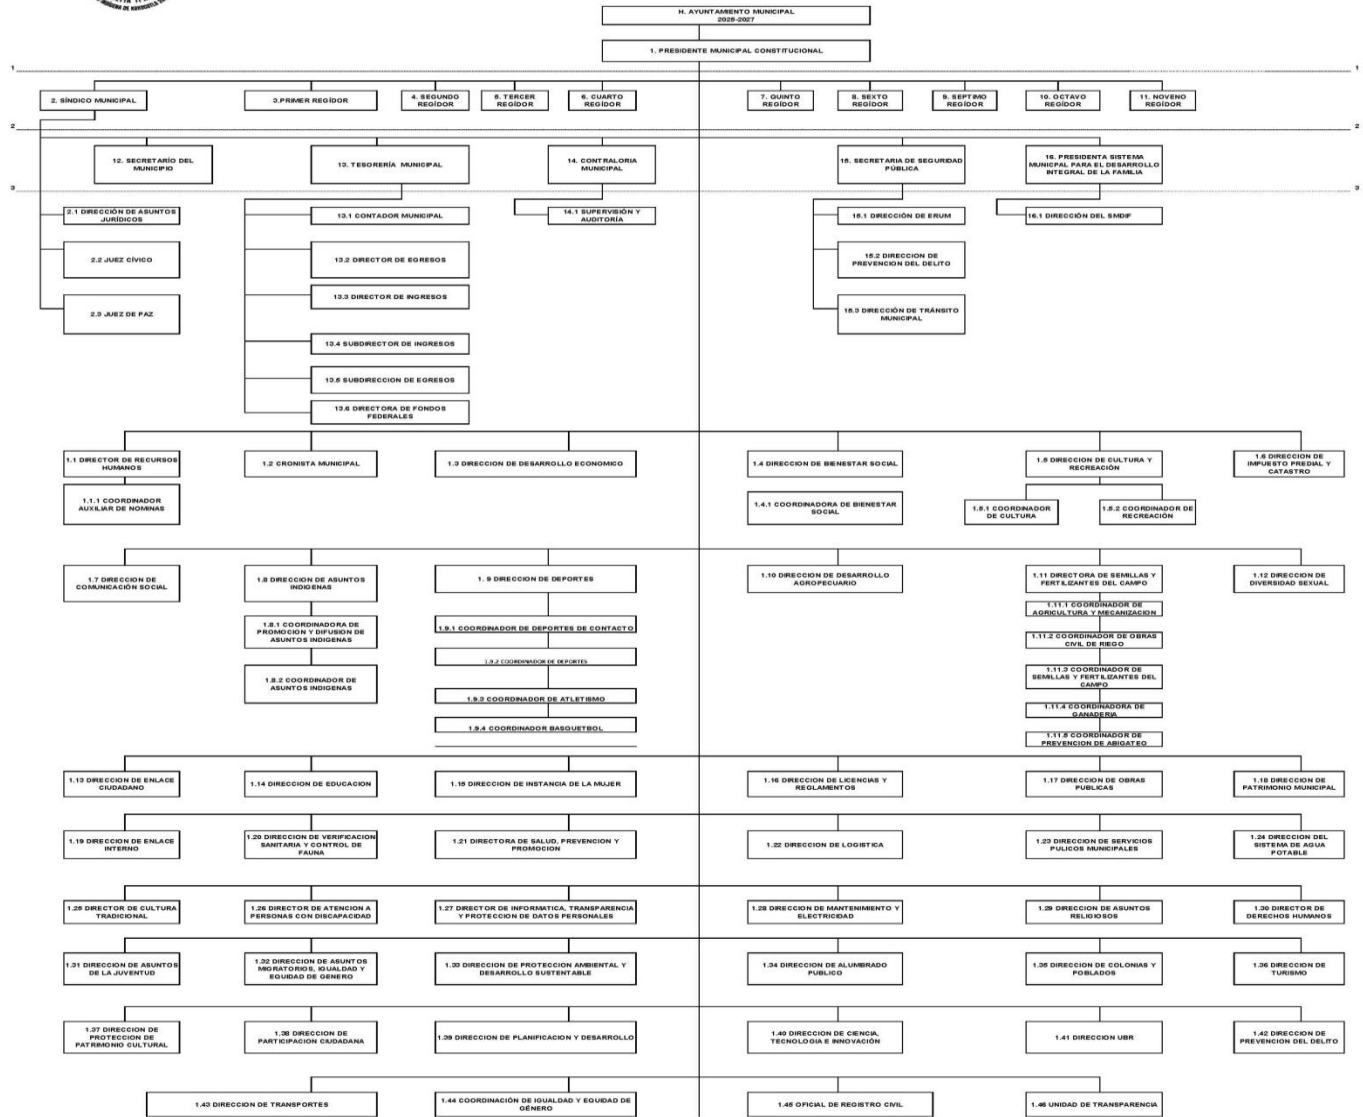 H. AYUNTAMIENTO MUNICIPAL
2025-2027
1. PRESIDENTE MUNICIPAL CONSTITUCIONAL
1
1
2. SÍNDICO MUNICIPAL
3.PRIMER REGÍDOR
4. SEGUNDO
REGÍDOR
5. TERCER
REGÍDOR
6. CUARTO
REGÍDOR
7. QUINTO
REGÍDOR
8. SEXTO
REGÍDOR
9. SEPTIMO
REGÍDOR
10. OCTAVO
REGÍDOR
11. NOVENO
REGÍDOR
2
2
12. SECRETARÍO DEL
MUNICIPIO
13. TESORERÍA MUNICIPAL
14. CONTRALORIA
MUNICIPAL
15. SECRETARIA DE SEGURIDAD
PÚBLICA
16. PRESIDENTA SISTEMA
MUNICPAL PARA EL DESARROLLO
INTEGRAL DE LA FAMILIA
3
3
2.1 DIRECCIÓN DE ASUNTOS
JURÍDICOS
13.1 CONTADOR MUNICIPAL
14.1 SUPERVISIÓN Y
AUDITORÍA
15.1 DIRECCIÓN DE ERUM
16.1 DIRECCIÓN DEL SMDIF
2.2 JUEZ CÍVICO
13.2 DIRECTOR DE EGRESOS
15.2 DIRECCION DE
PREVENCION DEL DELITO
13.3 DIRECTOR DE INGRESOS
2.3 JUEZ DE PAZ
15.3 DIRECCIÓN DE TRÁNSITO
MUNICIPAL
13.4 SUBDIRECTOR DE INGRESOS
13.5 SUBDIRECCION DE EGRESOS
13.6 DIRECTORA DE FONDOS
FEDERALES
1.1 DIRECTOR DE RECURSOS
HUMANOS
1.2 CRONISTA MUNICIPAL
1.3 DIRECCION DE DESARROLLO ECONOMICO
1.4 DIRECCION DE BIENESTAR SOCIAL
1.5 DIRECCION DE CULTURA Y
RECREACIÓN
1.6 DIRECCION DE
IMPUESTO PREDIAL Y
CATASTRO
1.1.1 COORDINADOR
AUXILIAR DE NOMINAS
1.4.1 COORDINADORA DE BIENESTAR
SOCIAL
1.5.1 COORDINADOR
DE CULTURA
1.5.2 COORDINADOR DE
RECREACIÓN
1.7 DIRECCION DE
COMUNICACIÓN SOCIAL
1.8 DIRECCION DE ASUNTOS
INDIGENAS
1. 9 DIRECCION DE DEPORTES
1.10 DIRECCION DE DESARROLLO
AGROPECUARIO
1.11 DIRECTORA DE SEMILLAS Y
FERTILIZANTES DEL CAMPO
1.12 DIRECCION DE
DIVERSIDAD SEXUAL
1.8.1 COORDINADORA DE
PROMOCION Y DIFUSION DE
ASUNTOS INDIGENAS
1.9.1 COORDINADOR DE DEPORTES DE CONTACTO
1.11.1 COORDINADOR DE
AGRICULTURA Y MECANIZACION
1.11.2 COORDINADOR DE OBRAS
CIVIL DE RIEGO
1.9.2 COORDINADOR DE DEPORTES
1.8.2 COORDINADOR DE
ASUNTOS INDIGENAS
1.11.3 COORDINADOR DE
SEMILLAS Y FERTILIZANTES DEL
CAMPO
1.9.3 COORDINADOR DE ATLETISMO
1.11.4 COORDINADORA DE
GANADERIA
1.9.4 COORDINADOR BASQUETBOL
1.11.5 COORDINADOR DE
PREVENCION DE ABIGATEO
1.13 DIRECCION DE ENLACE
CIUDADANO
1.14 DIRECCION DE EDUCACION
1.15 DIRECCION DE INSTANCIA DE LA MUJER
1.16 DIRECCION DE LICENCIAS Y
REGLAMENTOS
1.17 DIRECCION DE OBRAS
PUBLICAS
1.18 DIRECCION DE
PATRIMONIO MUNICIPAL
1.19 DIRECCION DE ENLACE
INTERNO
1.20 DIRECCION DE VERIFICACION
SANITARIA Y CONTROL DE
FAUNA
1.21 DIRECTORA DE SALUD, PREVENCION Y
PROMOCION
1.22 DIRECCION DE LOGISTICA
1.23 DIRECCION DE SERVICIOS
PULICOS MUNICIPALES
1.24 DIRECCION DEL
SISTEMA DE AGUA
POTABLE
1.25 DIRECTOR DE CULTURA
TRADICIONAL
1.26 DIRECTOR DE ATENCION A
PERSONAS CON DISCAPACIDAD
1.27 DIRECTOR DE INFORMATICA, TRANSPARENCIA
Y PROTECCION DE DATOS PERSONALES
1.28 DIRECCION DE MANTENIMIENTO Y
ELECTRICIDAD
1.29 DIRECCION DE ASUNTOS
RELIGIOSOS
1.30 DIRECTOR DE
DERECHOS HUMANOS
1.31 DIRECCION DE ASUNTOS
DE LA JUVENTUD
1.32 DIRECCION DE ASUNTOS
MIGRATORIOS, IGUALDAD Y
EQUIDAD DE GENERO
1.33 DIRECCION DE PROTECCION AMBIENTAL Y
DESARROLLO SUSTENTABLE
1.34 DIRECCION DE ALUMBRADO
PUBLICO
1.35 DIRECCION DE COLONIAS Y
POBLADOS
1.36 DIRECCION DE
TURISMO
1.37 DIRECCION DE
PROTECCION DE
PATRIMONIO CULTURAL
1.38 DIRECCION DE
PARTICIPACION CIUDADANA
1.39 DIRECCION DE PLANIFICACION Y DESARROLLO
1.40 DIRECCION DE CIENCIA,
TECNOLOGIA E INNOVACIÓN
1.41 DIRECCION UBR
1.42 DIRECCION DE
PREVENCION DEL DELITO
1.43 DIRECCION DE TRANSPORTES
1.44 COORDINACIÓN DE IGUALDAD Y EQUIDAD DE
GÉNERO
1.45 OFICIAL DE REGISTRO CIVIL
1.46 UNIDAD DE TRANSPARENCIA